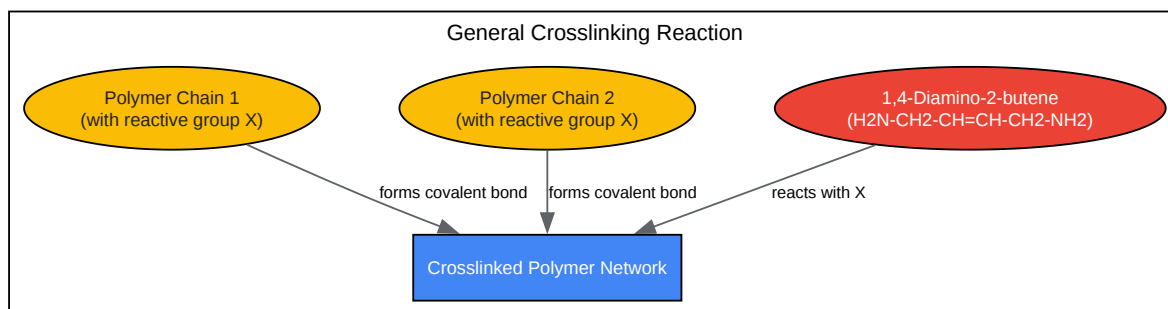 General Crosslinking Reaction
Polymer Chain 1
(with reactive group X)
Polymer Chain 2
(with reactive group X)
1,4-Diamino-2-butene
(H2N-CH2-CH=CH-CH2-NH2)
forms covalent bond
forms covalent bond
reacts with X
Crosslinked Polymer Network